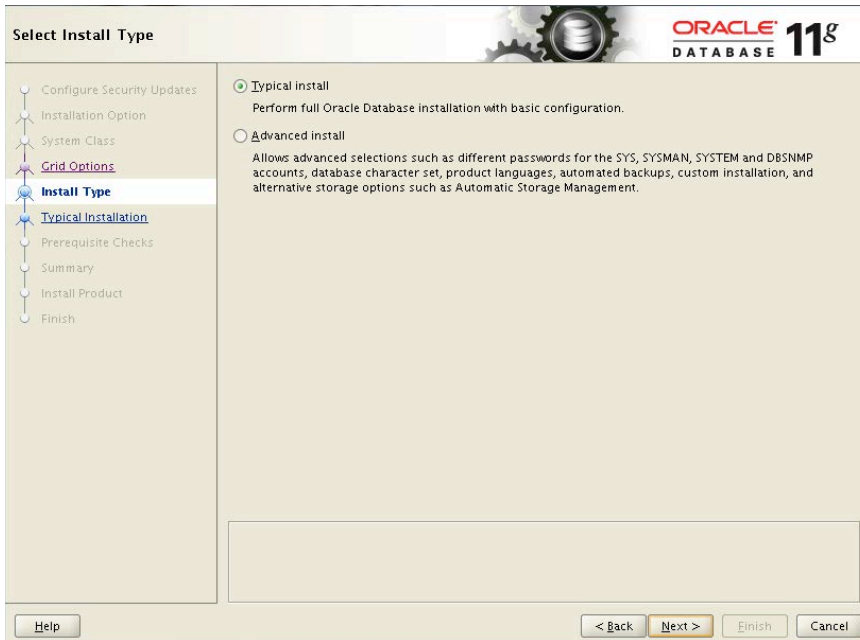 Select Install Type
ORACLE
DATABASE 11g
Configure Security Updates
Installation Option
System Class
Grid Options
Install Type
Typical Installation
Prerequisite Checks
Summary
Install Product
Finish
Typical install
Perform full Oracle Database installation with basic configuration.
Advanced install
Allows advanced selections such as different passwords for the SYS, SYSMAN, SYSTEM and DBSNMP
accounts, database character set, product languages, automated backups, custom installation, and
alternative storage options such as Automatic Storage Management.
Help
< Back
Next >
Finish
Cancel